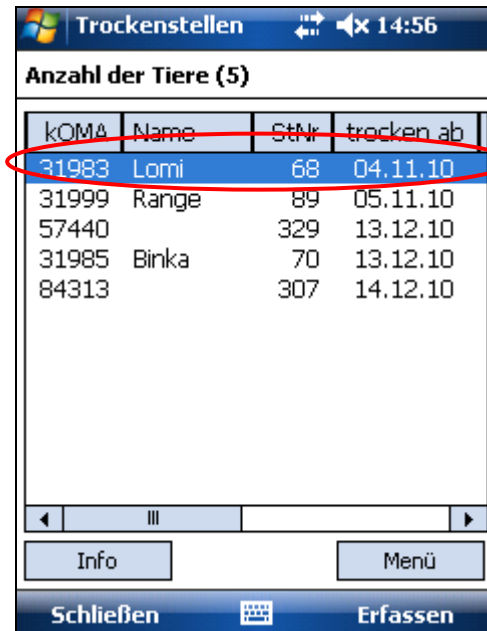 Trockenstellen 14:56
Anzahl der Tiere (5)
kOMA Name StNr trocken ab
31983 Lomi 68 04.11.10
31999 Range 89 05.11.10
57440 329 13.12.10
31985 Binka 70 13.12.10
84313 307 14.12.10
Info Menü
Schließen Erfassen